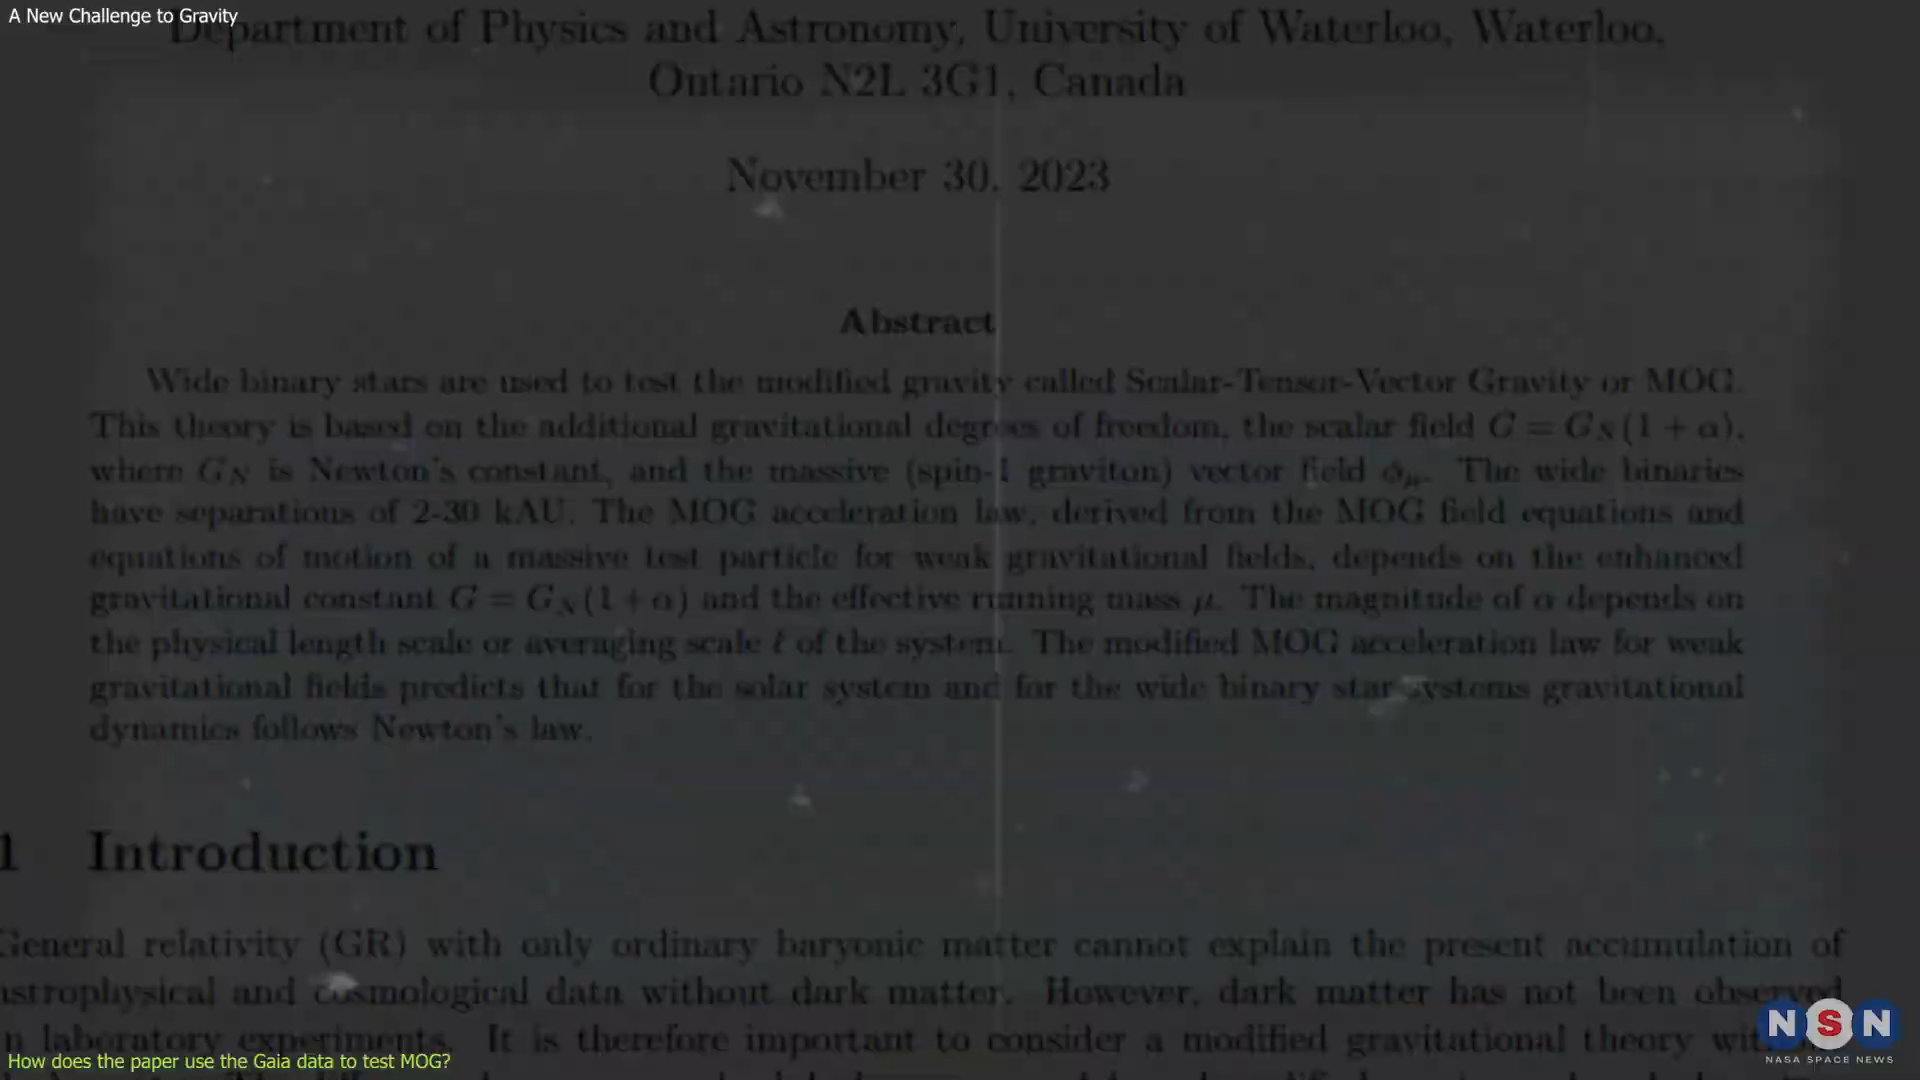 A New Challenge to Gravity
Department of Physics and Astronomy, University of Waterloo, Waterloo,
Ontario N2L 3G1, Canada
November 30, 2023
Abstract
Wide binary stars are used to test the modified gravity called Scalar-Tensor-Vector Gravity or MOG.
This theory is based on the additional gravitational degrees of freedom, the scalar field G = G_N(1 + α),
where G_N is Newton's constant, and the massive (spin-1 graviton) vector field ϕ_μ. The wide binaries
have separations of 2-30 kAU. The MOG acceleration law, derived from the MOG field equations and
equations of motion of a massive test particle for weak gravitational fields, depends on the enhanced
gravitational constant G = G_N(1 + α) and the effective running mass μ. The magnitude of α depends on
the physical length scale or averaging scale ℓ of the system. The modified MOG acceleration law for weak
gravitational fields predicts that for the solar system and for the wide binary star systems gravitational
dynamics follows Newton's law.
1 Introduction
General relativity (GR) with only ordinary baryonic matter cannot explain the present accumulation of
astrophysical and cosmological data without dark matter. However, dark matter has not been observed
n laboratory experiments. It is therefore important to consider a modified gravitational theory
How does the paper use the Gaia data to test MOG?
NSN
NASA SPACE NEWS